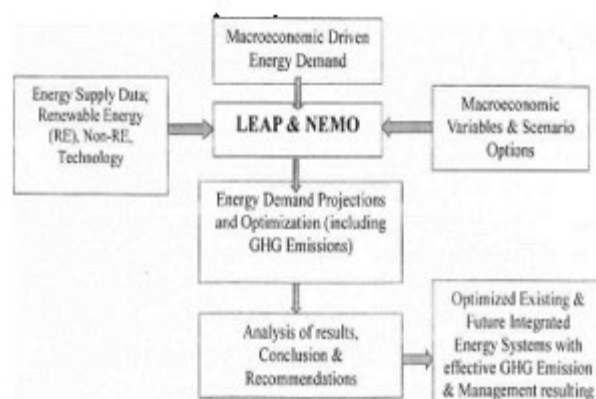 Macroeconomic Driven
Energy Demand
Energy Supply Data;
Renewable Energy
(RE), Non-RE,
Technology
LEAP & NEMO
Macroeconomic
Variables & Scenario
Options
Energy Demand Projections
and Optimization (including
GHG Emissions)
Analysis of results,
Conclusion &
Recommendations
Optimized Existing &
Future Integrated
Energy Systems with
effective GHG Emission
& Management resulting